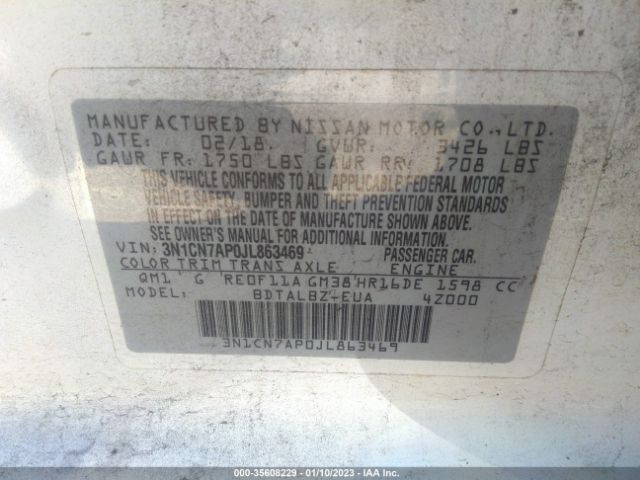 MANUFACTURED BY NISSAN MOTOR CO., LTD.
DATE: 02/18 GVWR: 3426 LBS
GAWR FR: 1750 LBS GAWR RR: 1708 LBS
THIS VEHICLE CONFORMS TO ALL APPLICABLE FEDERAL MOTOR
VEHICLE SAFETY, BUMPER AND THEFT PREVENTION STANDARDS
IN EFFECT ON THE DATE OF MANUFACTURE SHOWN ABOVE.
SEE OWNER'S MANUAL FOR ADDITIONAL INFORMATION.
VIN: 3N1CN7AP0JL863469 PASSENGER CAR.
COLOR TRIM TRANS AXLE ENGINE
QM1 G RE0F11A GM38 HR16DE 1598 CC
MODEL: BDTALBZ-EUA 4Z000
3N1CN7AP0JL863469
000-35608229 - 01/10/2023 - IAA Inc.